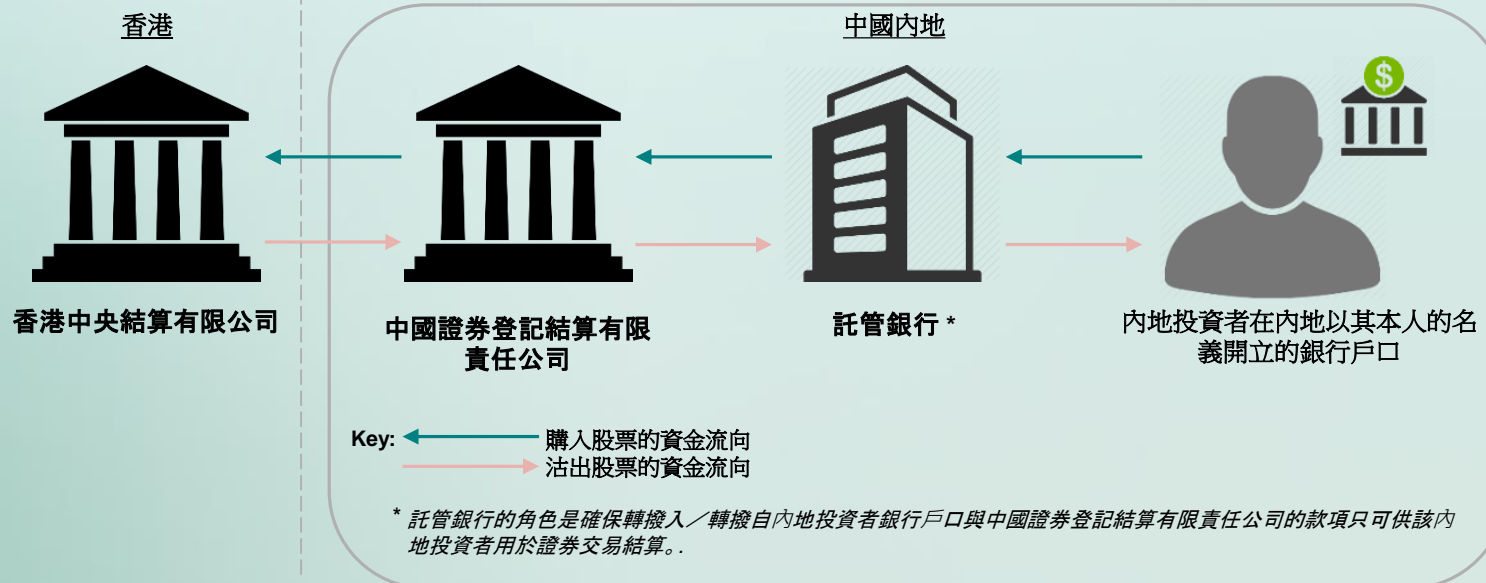 香港
中國內地
$
香港中央結算有限公司
中國證券登記結算有限
責任公司
託管銀行 *
內地投資者在內地以其本人的名
義開立的銀行戶口
Key: 購入股票的資金流向
沽出股票的資金流向
* 託管銀行的角色是確保轉撥入／轉撥自內地投資者銀行戶口與中國證券登記結算有限責任公司的款項只可供該內
地投資者用於證券交易結算。.